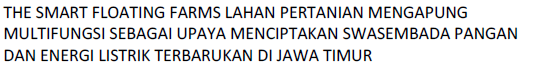 THE SMART FLOATING FARMS LAHAN PERTANIAN MENGAPUNG
MULTIFUNGSI SEBAGAI UPAYA MENCIPTAKAN SWASEMBADA PANGAN
DAN ENERGI LISTRIK TERBARUKAN DI JAWA TIMUR